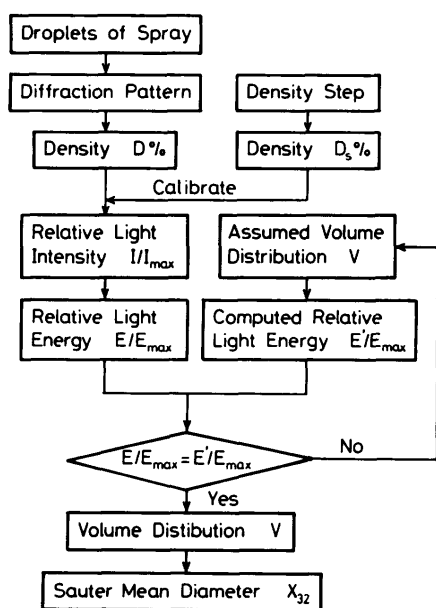 Droplets of Spray
Diffraction Pattern
Density Step
Density D%
Density Dₛ%
Calibrate
Relative Light
Intensity I/Imax
Assumed Volume
Distribution V
Relative Light
Energy E/Emax
Computed Relative
Light Energy E'/Emax
E/Emax = E'/Emax
No
Yes
Volume Distibution V
Sauter Mean Diameter X₃₂